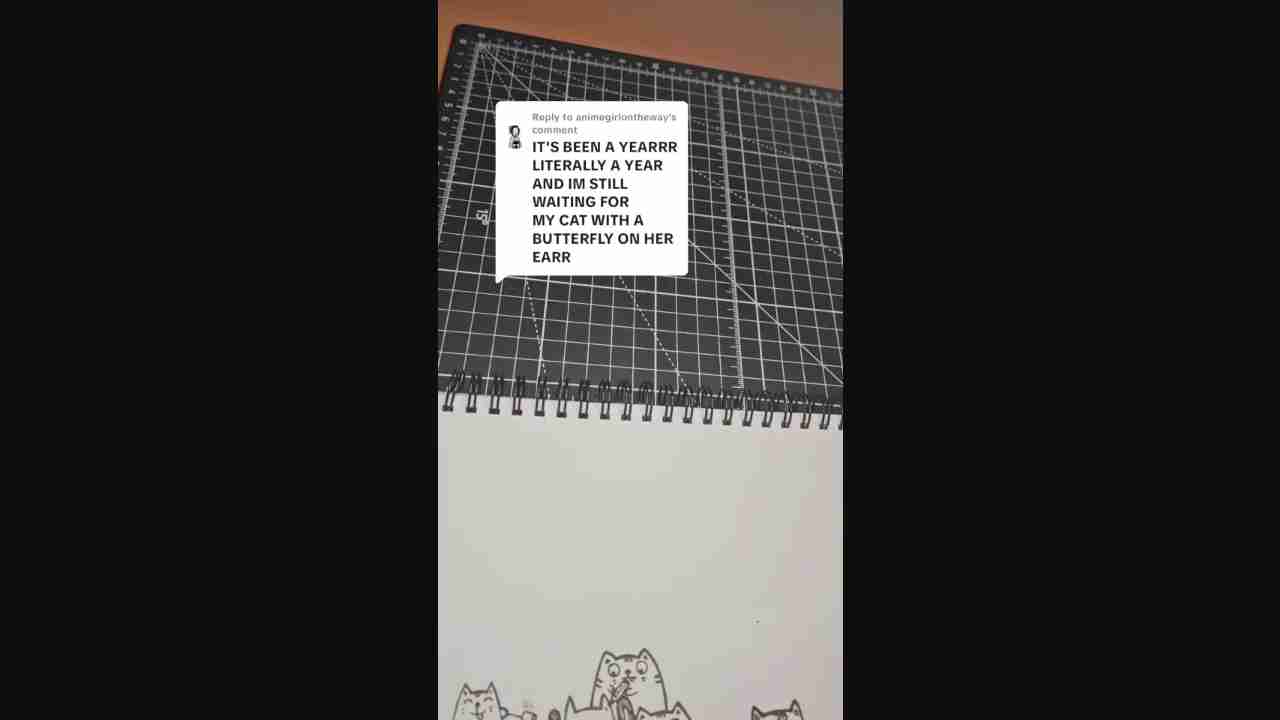 Reply to animegirlontheway's
comment
IT'S BEEN A YEARRR
LITERALLY A YEAR
AND IM STILL
WAITING FOR
MY CAT WITH A
BUTTERFLY ON HER
EARR
15°